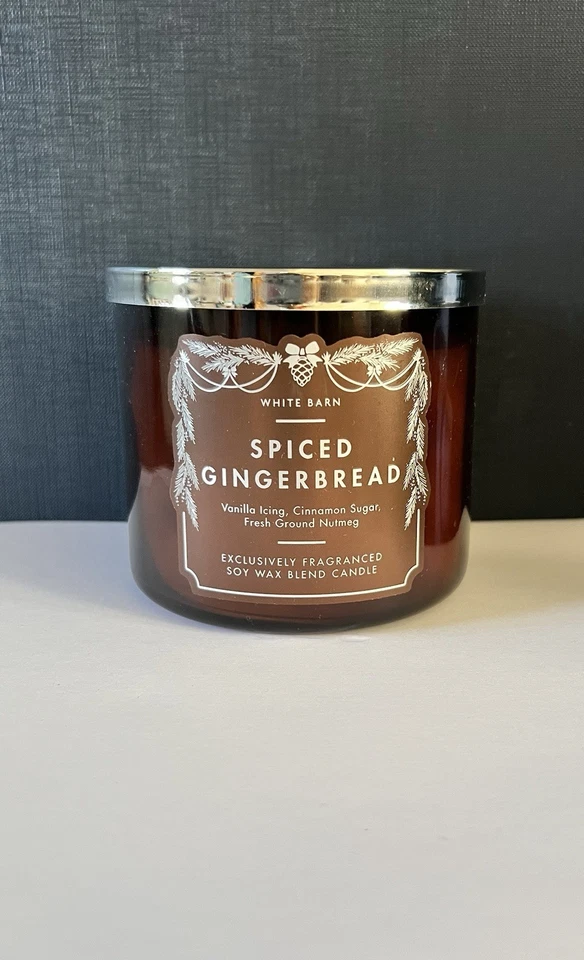 WHITE BARN
SPICED
GINGERBREAD
Vanilla Icing, Cinnamon Sugar,
Fresh Ground Nutmeg
EXCLUSIVELY FRAGRANCED
SOY WAX BLEND CANDLE